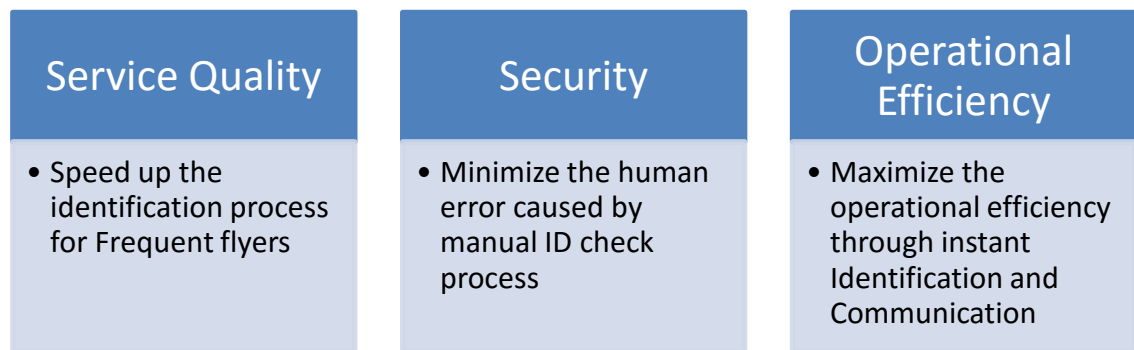 Service Quality
• Speed up the
identification process
for Frequent flyers
Security
• Minimize the human
error caused by
manual ID check
process
Operational
Efficiency
• Maximize the
operational efficiency
through instant
Identification and
Communication